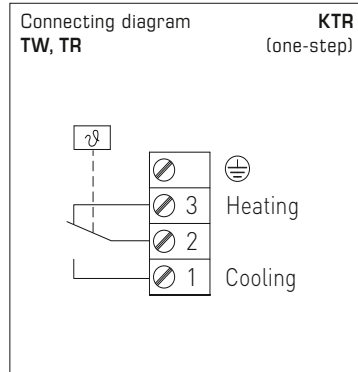 Connecting diagram KTR
TW, TR (one-step)
ϑ
3 Heating
2
1 Cooling